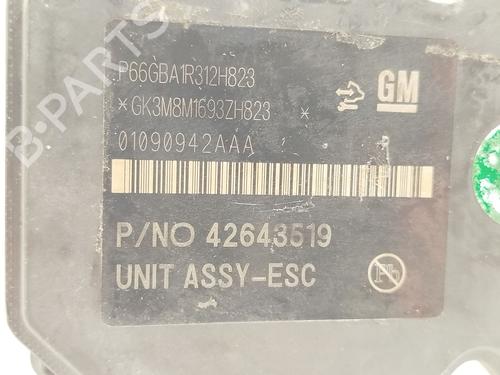 P66GBA1R312H823
*GK3M8M1693ZH823 *
01090942AAA
GM
P/NO 42643519
UNIT ASSY-ESC
Pb
B-PARTS